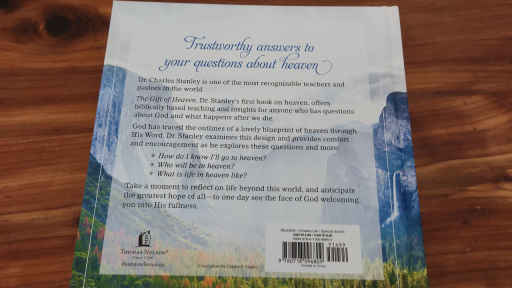 Trustworthy answers to
your questions about heaven
Dr. Charles Stanley is one of the most recognizable teachers and
pastors in the world.
The Gift of Heaven, Dr. Stanley's first book on heaven, offers
biblically based teaching and insights for anyone who has questions
about God and what happens after we die.
God has traced the outlines of a lovely blueprint of heaven through
His Word. Dr. Stanley examines this design and provides comfort
and encouragement as he explores these questions and more:
• How do I know I'll go to heaven?
• Who will be in heaven?
• What is life in heaven like?
Take a moment to reflect on life beyond this world, and anticipate
the greatest hope of all—to one day see the face of God welcoming
you into His fullness.
THOMAS NELSON